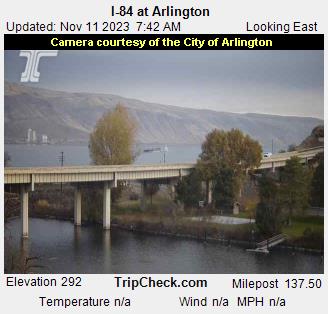 I-84 at Arlington
Updated: Nov 11 2023 7:42 AM Looking East
Camera courtesy of the City of Arlington
Elevation 292 TripCheck.com Milepost 137.50
Temperature n/a Wind n/a MPH n/a